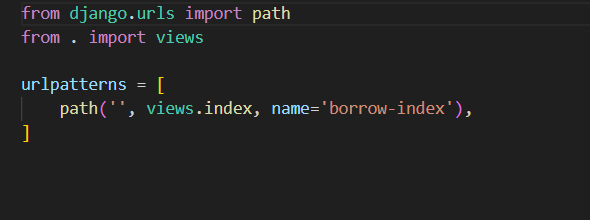 from django.urls import path
from . import views
urlpatterns = [
    path('', views.index, name='borrow-index'),
]